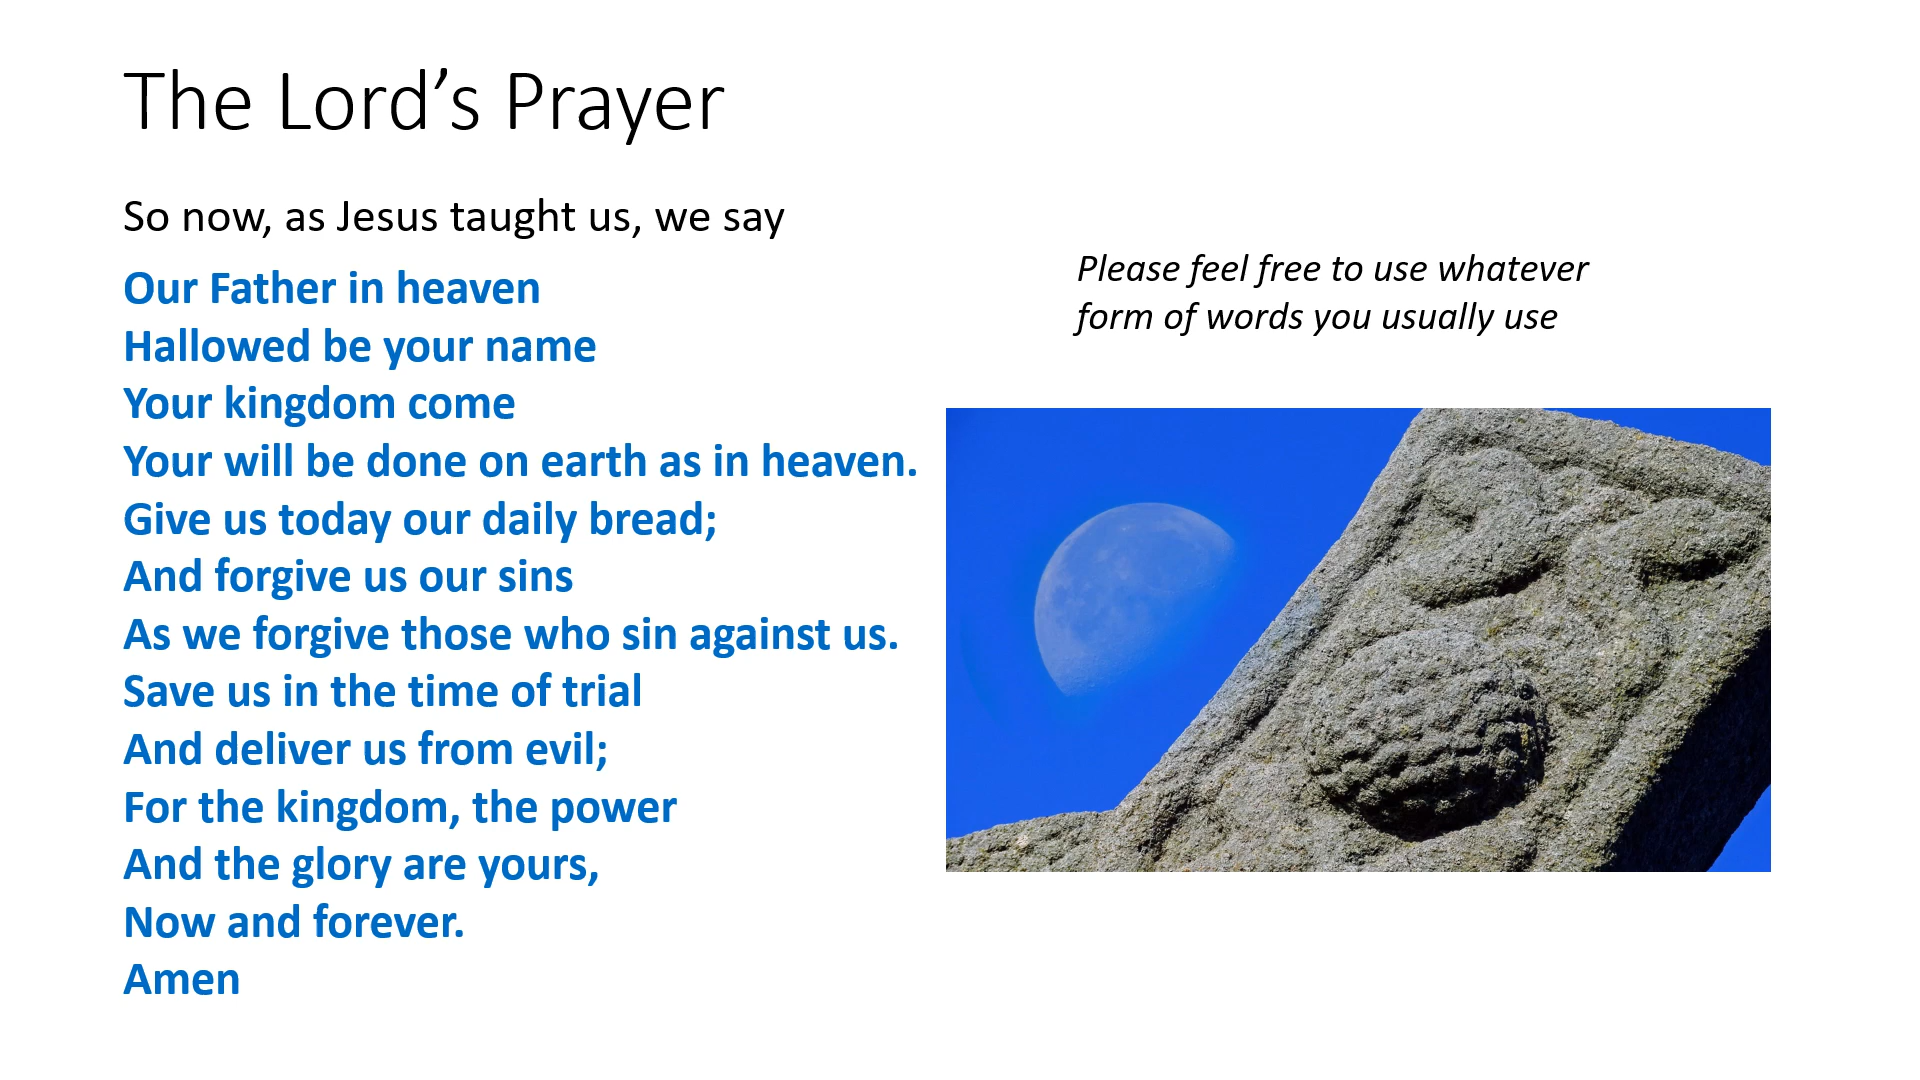 The Lord’s Prayer
So now, as Jesus taught us, we say
Our Father in heaven
Hallowed be your name
Your kingdom come
Your will be done on earth as in heaven.
Give us today our daily bread;
And forgive us our sins
As we forgive those who sin against us.
Save us in the time of trial
And deliver us from evil;
For the kingdom, the power
And the glory are yours,
Now and forever.
Amen
Please feel free to use whatever
form of words you usually use